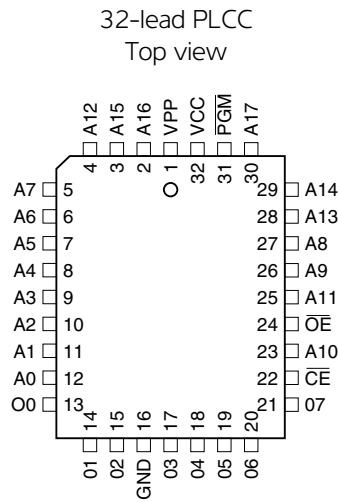 32-lead PLCC
Top view
A12 A15 A16 VPP VCC PGM A17
4 3 2 1 32 31 30
A7 5 29 A14
A6 6 28 A13
A5 7 27 A8
A4 8 26 A9
A3 9 25 A11
A2 10 24 OE
A1 11 23 A10
A0 12 22 CE
O0 13 21 07
14 15 16 17 18 19 20
01 02 GND 03 04 05 06